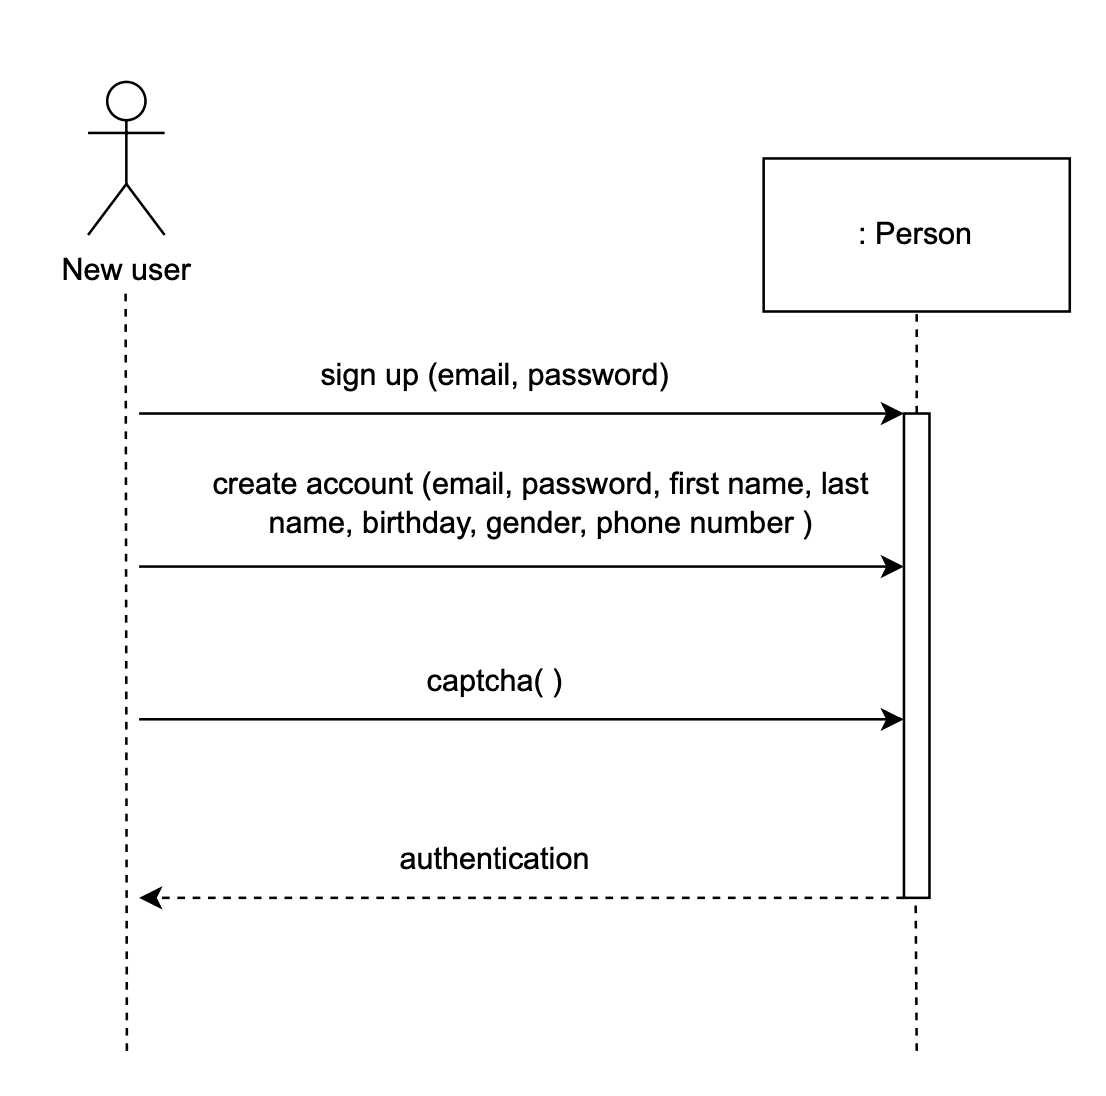 New user
: Person
sign up (email, password)
create account (email, password, first name, last
name, birthday, gender, phone number )
captcha( )
authentication